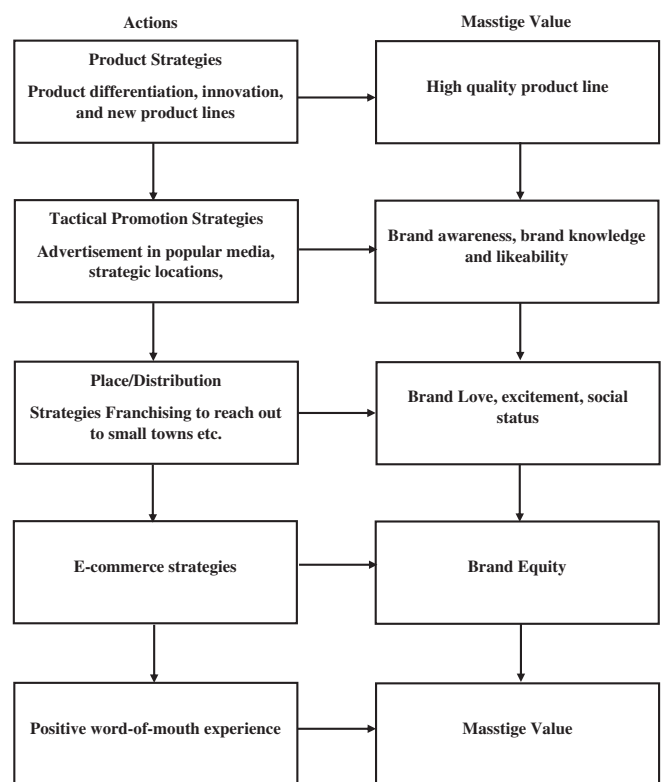 Actions
Masstige Value
Product Strategies
Product differentiation, innovation,
and new product lines
High quality product line
Tactical Promotion Strategies
Advertisement in popular media,
strategic locations,
Brand awareness, brand knowledge
and likeability
Place/Distribution
Strategies Franchising to reach out
to small towns etc.
Brand Love, excitement, social
status
E-commerce strategies
Brand Equity
Positive word-of-mouth experience
Masstige Value